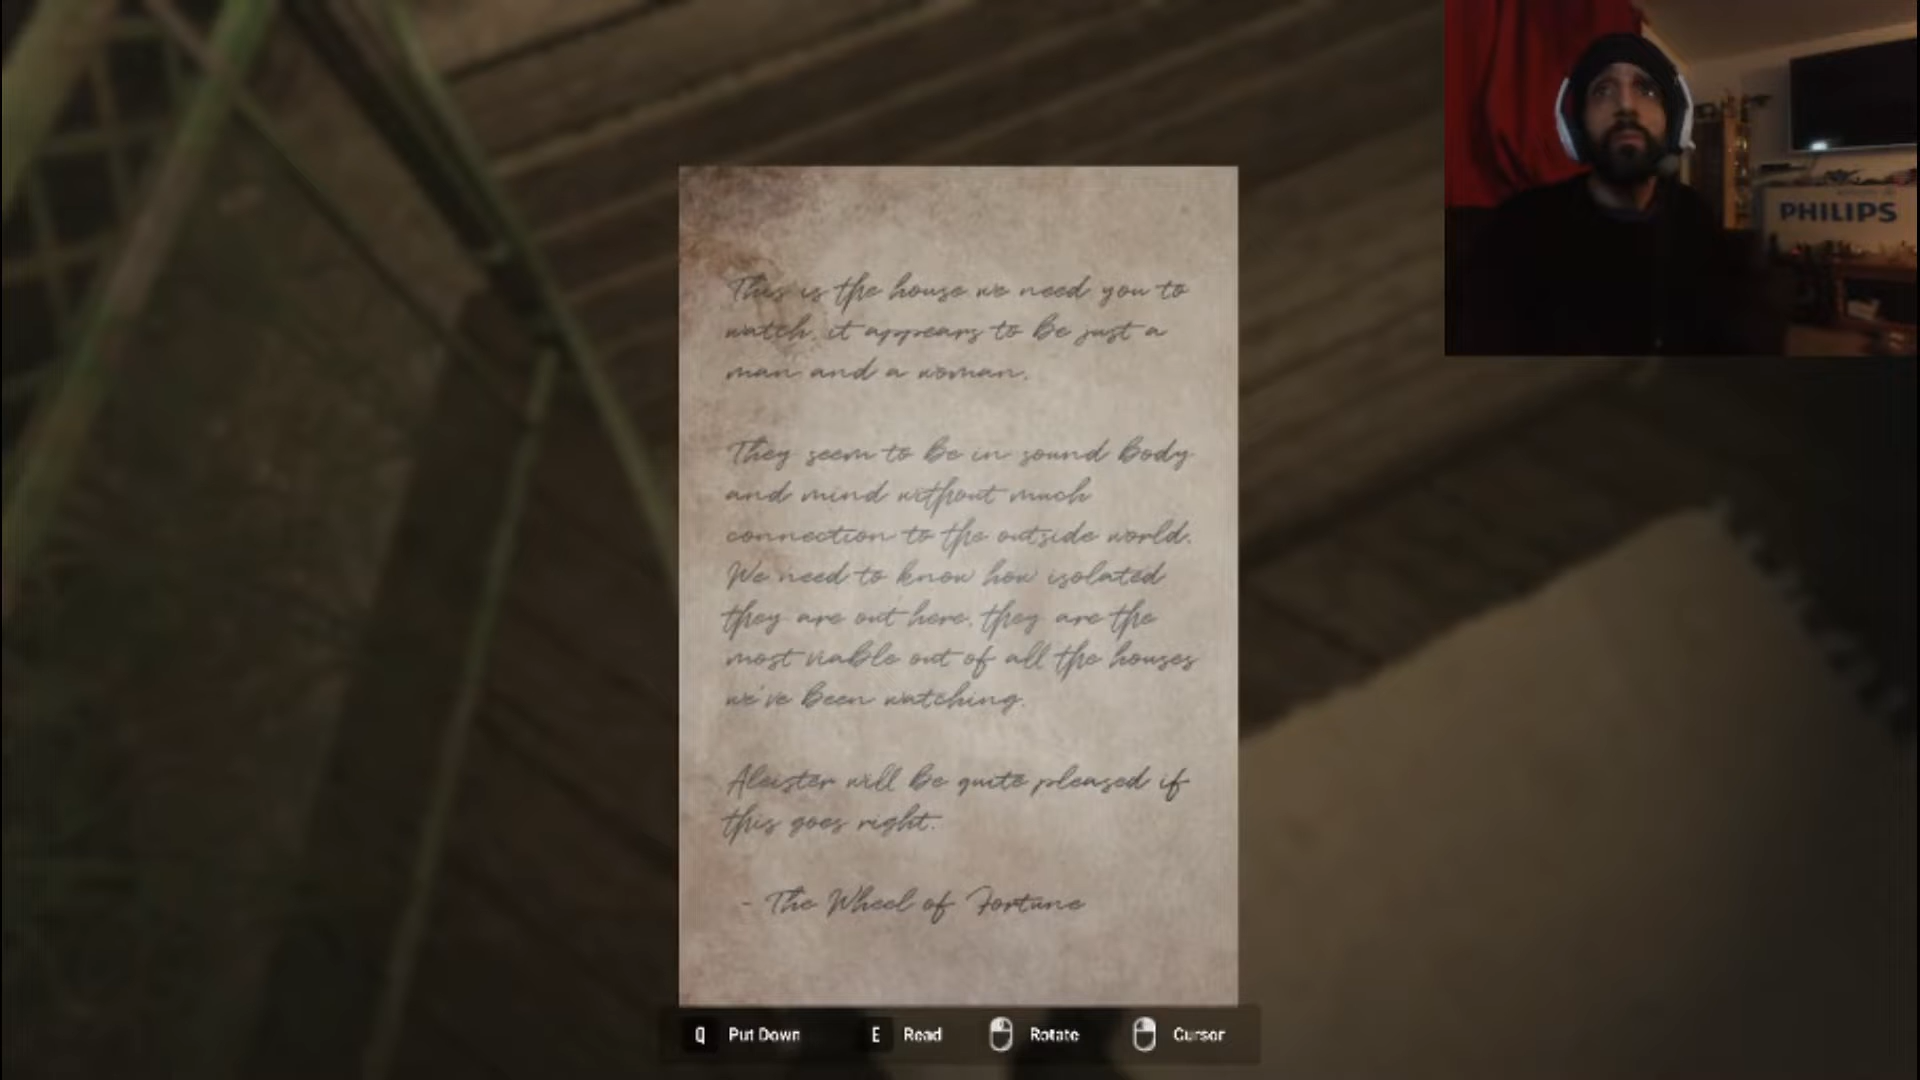 PHILIPS
This is the house we need you to
watch, it appears to be just a
man and a woman.
They seem to be in sound body
and mind without much
connection to the outside world.
We need to know how isolated
they are out here, they are the
most viable out of all the houses
we've been watching.
Aleister will be quite pleased if
this goes right.
- The Wheel of Fortune
Q Put Down E Read Rotate Cursor